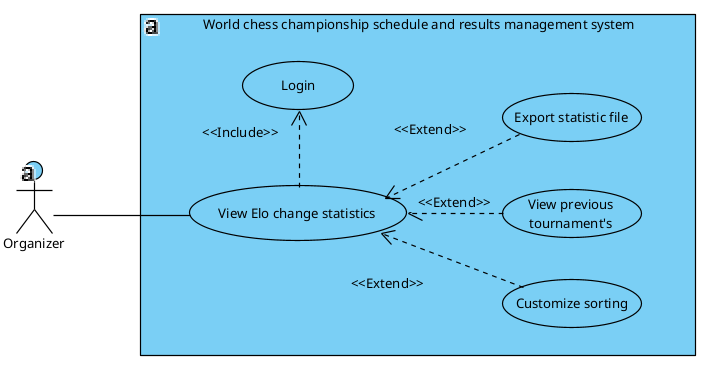 World chess championship schedule and results management system
a
Login
<<Include>>
<<Extend>>
Export statistic file
a
Organizer
View Elo change statistics
<<Extend>>
View previous
tournament's
<<Extend>>
Customize sorting